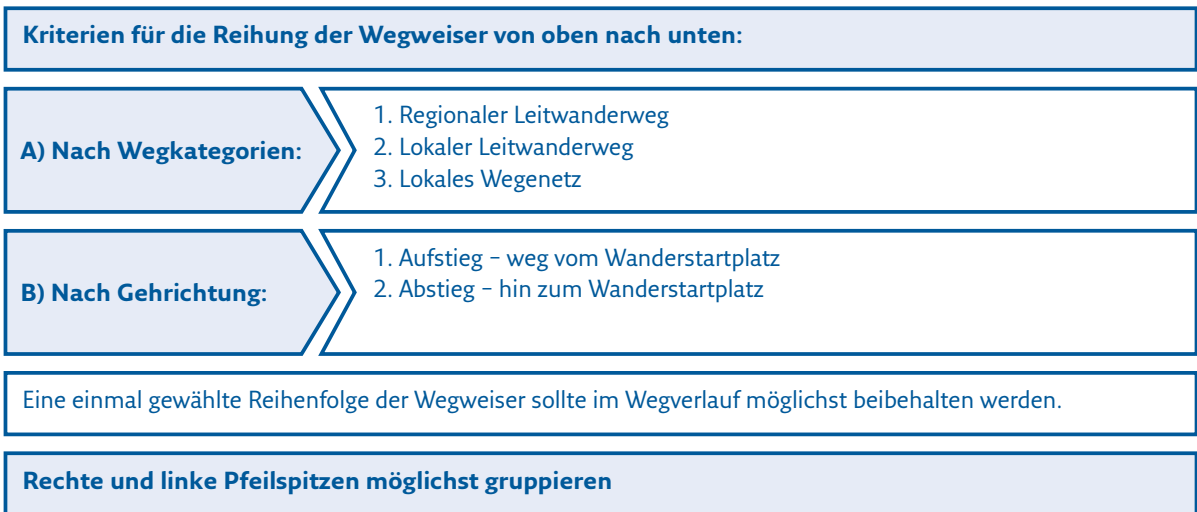 Kriterien für die Reihung der Wegweiser von oben nach unten:
A) Nach Wegkategorien:
1. Regionaler Leitwanderweg
2. Lokaler Leitwanderweg
3. Lokales Wegenetz
B) Nach Gehrichtung:
1. Aufstieg – weg vom Wanderstartplatz
2. Abstieg – hin zum Wanderstartplatz
Eine einmal gewählte Reihenfolge der Wegweiser sollte im Wegverlauf möglichst beibehalten werden.
Rechte und linke Pfeilspitzen möglichst gruppieren